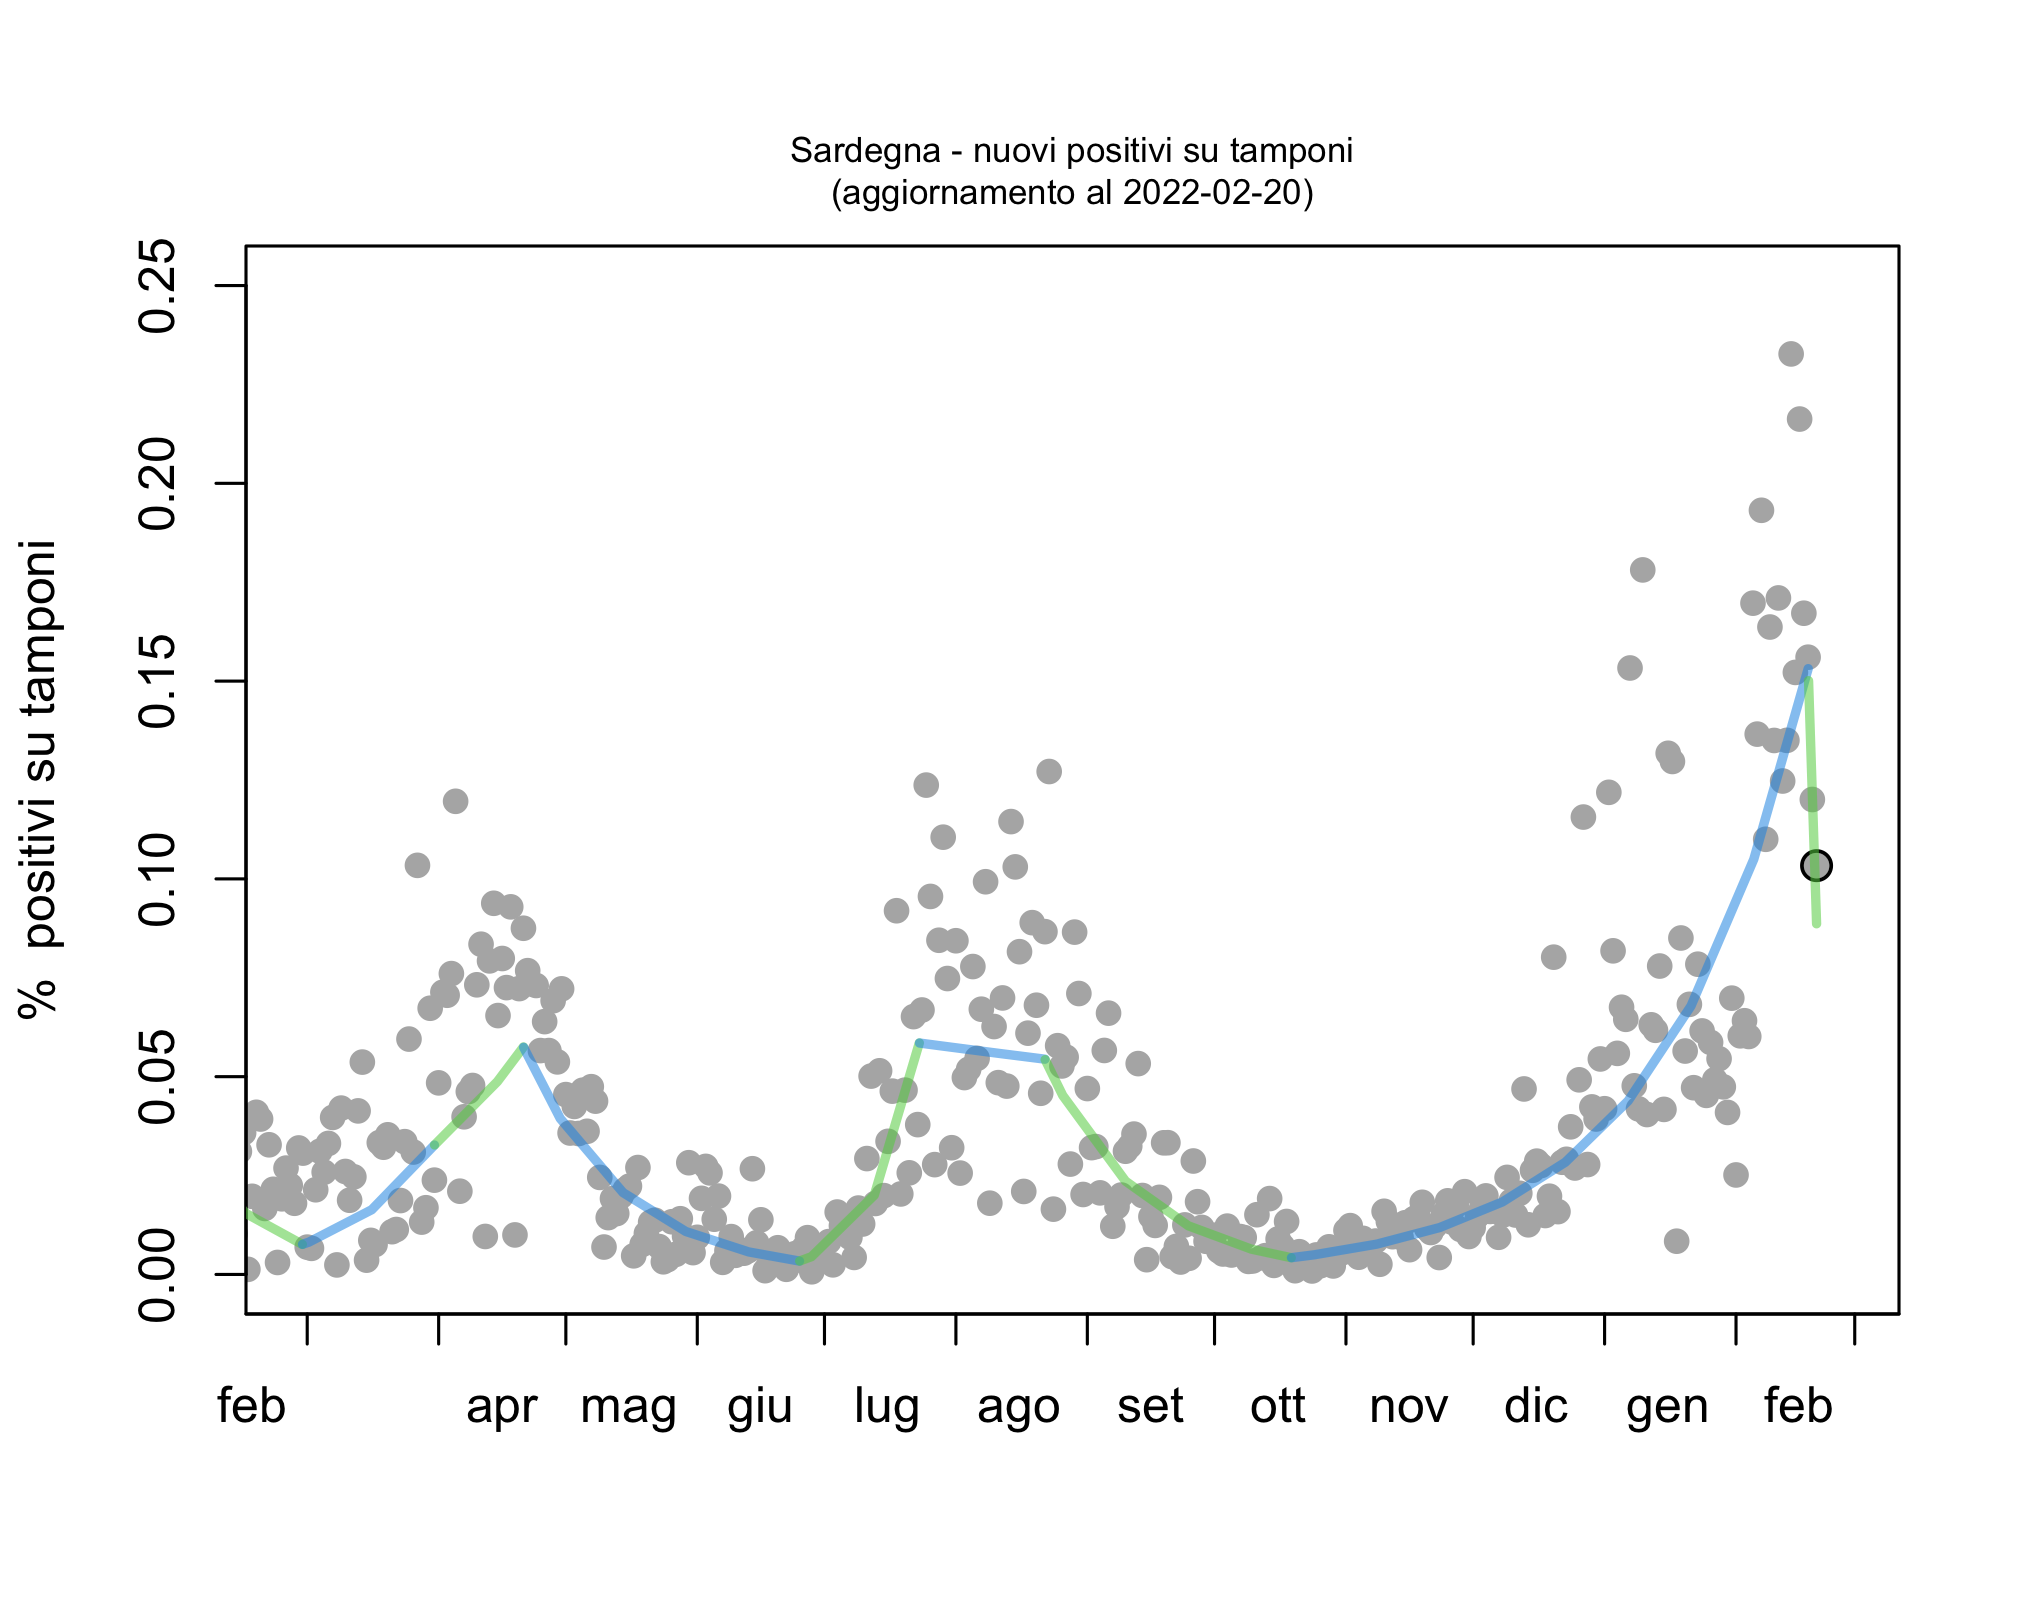 Sardegna - nuovi positivi su tamponi
(aggiornamento al 2022-02-20)
% positivi su tamponi
0.25
0.20
0.15
0.10
0.05
0.00
feb apr mag giu lug ago set ott nov dic gen feb